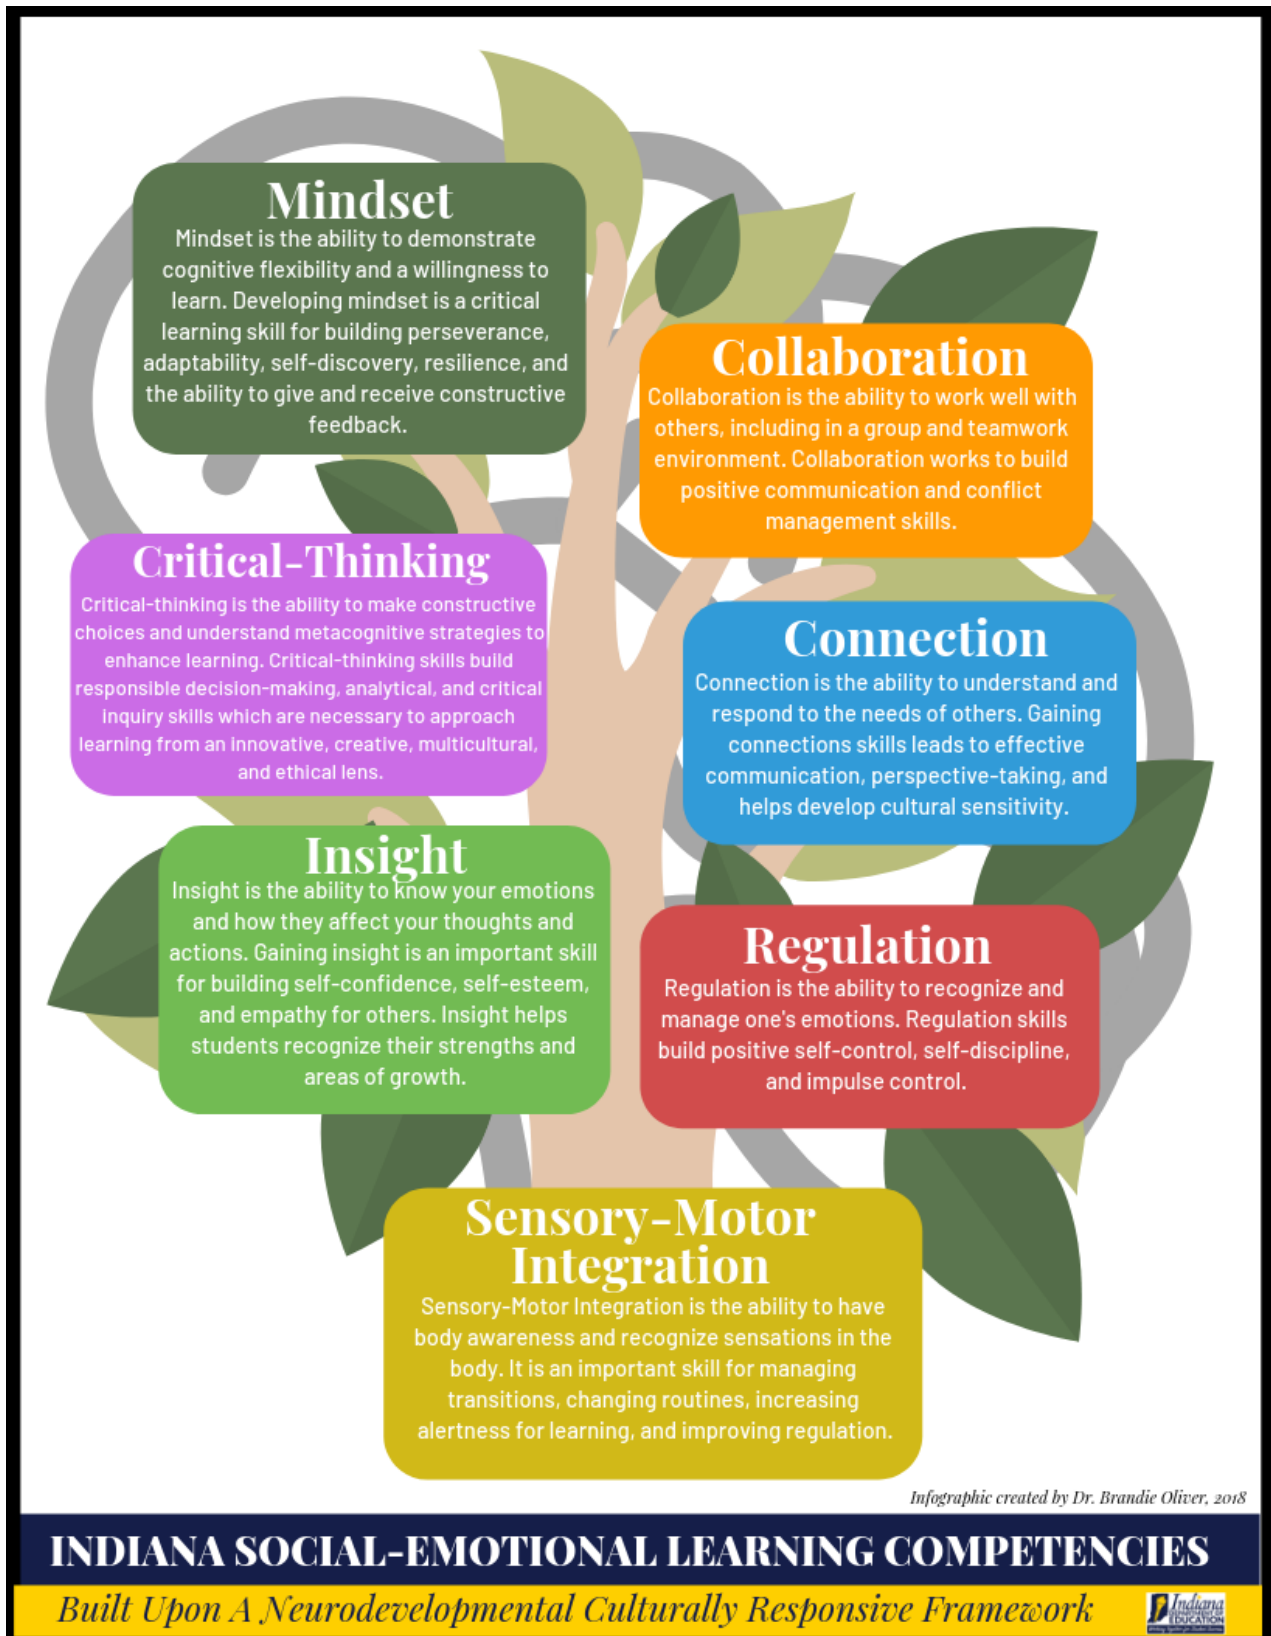 Mindset
Mindset is the ability to demonstrate
cognitive flexibility and a willingness to
learn. Developing mindset is a critical
learning skill for building perseverance,
adaptability, self-discovery, resilience, and
the ability to give and receive constructive
feedback.
Collaboration
Collaboration is the ability to work well with
others, including in a group and teamwork
environment. Collaboration works to build
positive communication and conflict
management skills.
Critical-Thinking
Critical-thinking is the ability to make constructive
choices and understand metacognitive strategies to
enhance learning. Critical-thinking skills build
responsible decision-making, analytical, and critical
inquiry skills which are necessary to approach
learning from an innovative, creative, multicultural,
and ethical lens.
Connection
Connection is the ability to understand and
respond to the needs of others. Gaining
connections skills leads to effective
communication, perspective-taking, and
helps develop cultural sensitivity.
Insight
Insight is the ability to know your emotions
and how they affect your thoughts and
actions. Gaining insight is an important skill
for building self-confidence, self-esteem,
and empathy for others. Insight helps
students recognize their strengths and
areas of growth.
Regulation
Regulation is the ability to recognize and
manage one's emotions. Regulation skills
build positive self-control, self-discipline,
and impulse control.
Sensory-Motor
Integration
Sensory-Motor Integration is the ability to have
body awareness and recognize sensations in the
body. It is an important skill for managing
transitions, changing routines, increasing
alertness for learning, and improving regulation.
Infographic created by Dr. Brandie Oliver, 2018
INDIANA SOCIAL-EMOTIONAL LEARNING COMPETENCIES
Built Upon A Neurodevelopmental Culturally Responsive Framework
Indiana
DEPARTMENT OF
EDUCATION
Working Together for Student Success